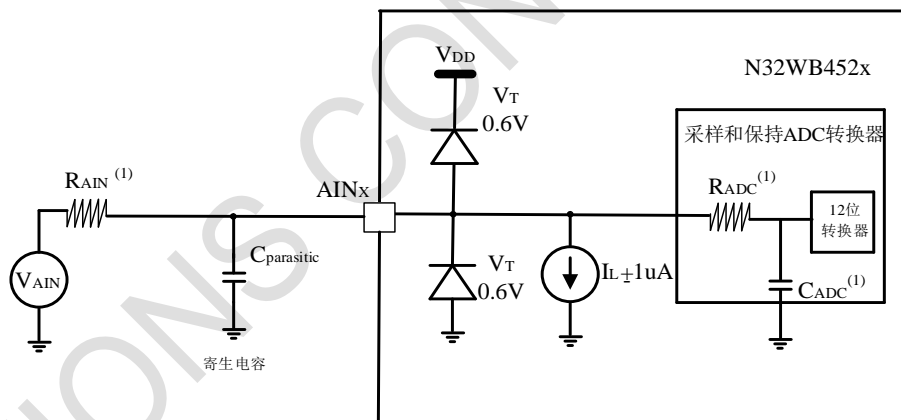 VDD
N32WB452x
VT
0.6V
采样和保持ADC转换器
RAIN (1)
AINx
RADC(1)
12位
转换器
VAIN
Cparasitic
VT
0.6V
IL±1uA
CADC(1)
寄生电容
IONS CON